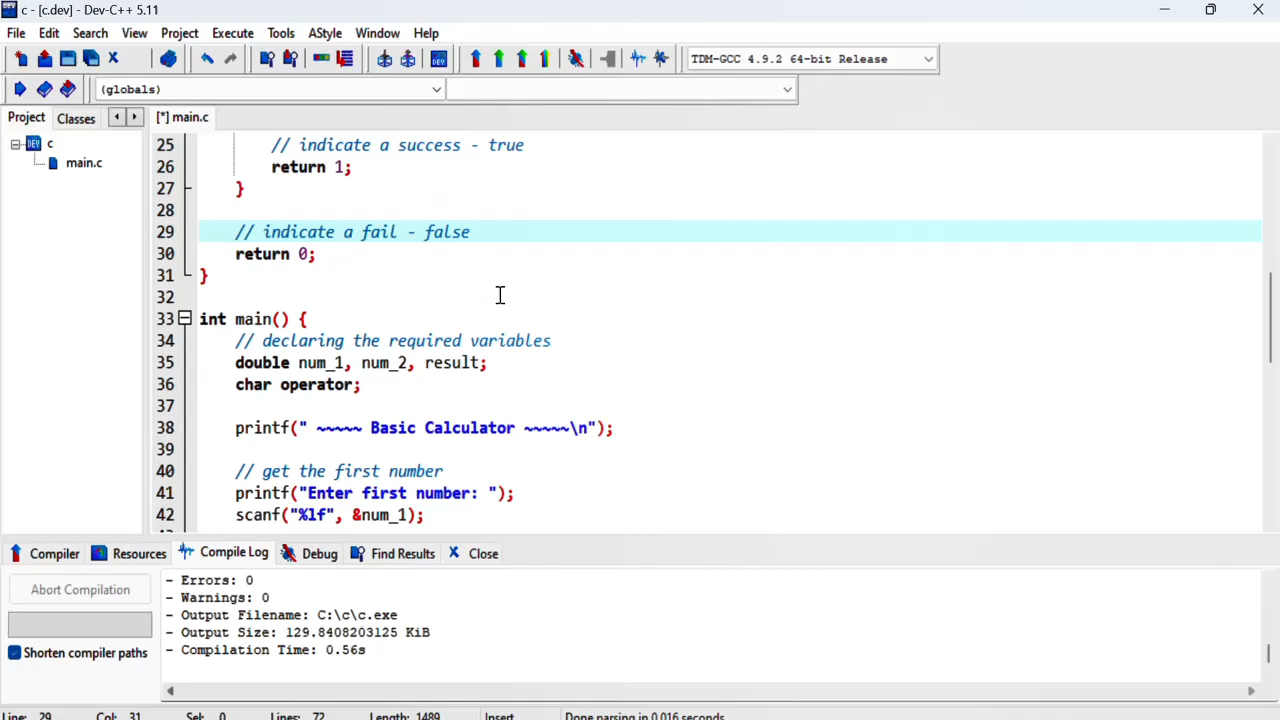 c - [c.dev] - Dev-C++ 5.11
File Edit Search View Project Execute Tools AStyle Window Help
TDM-GCC 4.9.2 64-bit Release
(globals)
Project Classes [*] main.c
c
main.c
25 // indicate a success - true
26 return 1;
27 }
28
29 // indicate a fail - false
30 return 0;
31 }
32
33 int main() {
34 // declaring the required variables
35 double num_1, num_2, result;
36 char operator;
37
38 printf(" ~~~~~ Basic Calculator ~~~~~\n");
39
40 // get the first number
41 printf("Enter first number: ");
42 scanf("%lf", &num_1);
Compiler Resources Compile Log Debug Find Results Close
Abort Compilation
Shorten compiler paths
- Errors: 0
- Warnings: 0
- Output Filename: C:\c\c.exe
- Output Size: 129.8408203125 KiB
- Compilation Time: 0.56s
Line: 29 Col: 31 Sel: 0 Lines: 72 Length: 1489 Insert Done parsing in 0.016 seconds